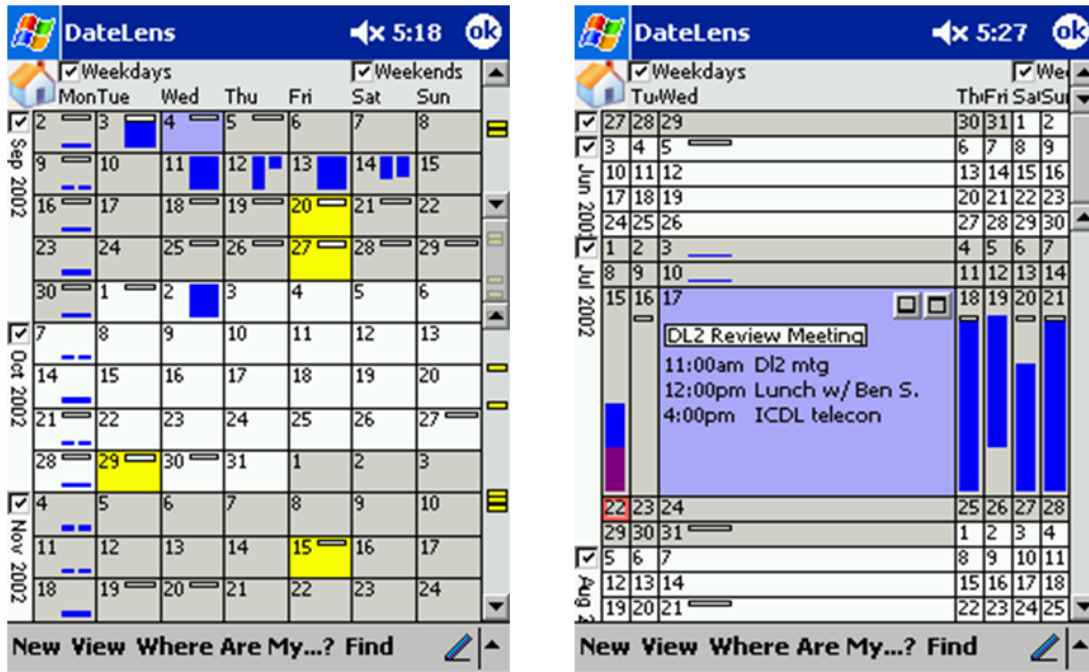 DateLens 5:18 ok
Weekdays Weekends
Mon Tue Wed Thu Fri Sat Sun
Sep 2002
2 3 4 5 6 7 8
9 10 11 12 13 14 15
16 17 18 19 20 21 22
23 24 25 26 27 28 29
30 1 2 3 4 5 6
Oct 2002
7 8 9 10 11 12 13
14 15 16 17 18 19 20
21 22 23 24 25 26 27
28 29 30 31 1 2 3
Nov 2002
4 5 6 7 8 9 10
11 12 13 14 15 16 17
18 19 20 21 22 23 24
New View Where Are My...? Find
DateLens 5:27 ok
Weekdays Wee
Tu Wed Th Fri Sat Sun
27 28 29 30 31 1 2
Jun 200
3 4 5 6 7 8 9
10 11 12 13 14 15 16
17 18 19 20 21 22 23
24 25 26 27 28 29 30
Jul 2002
1 2 3 4 5 6 7
8 9 10 11 12 13 14
15 16 17 18 19 20 21
DL2 Review Meeting
11:00am Dl2 mtg
12:00pm Lunch w/ Ben S.
4:00pm ICDL telecon
22 23 24 25 26 27 28
29 30 31 1 2 3 4
Aug 2
5 6 7 8 9 10 11
12 13 14 15 16 17 18
19 20 21 22 23 24 25
New View Where Are My...? Find